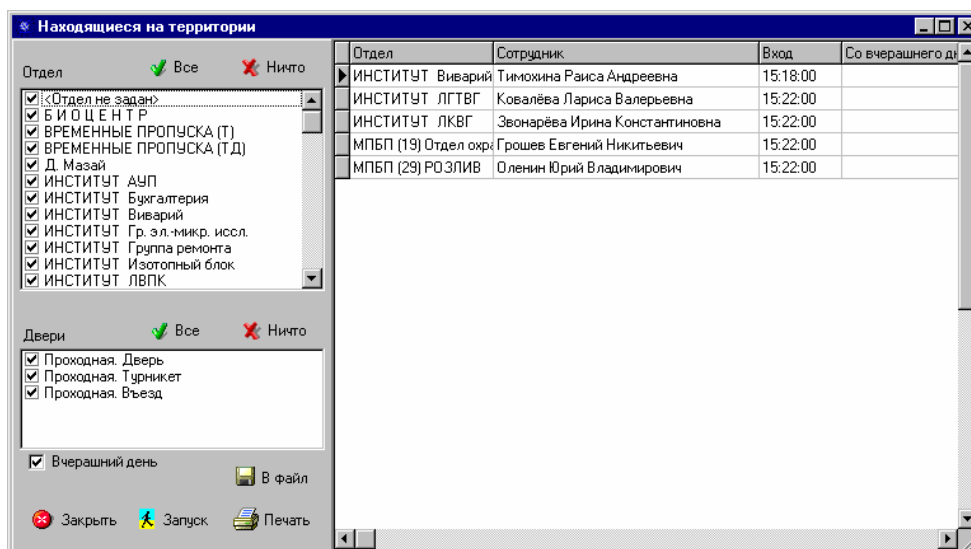 Находящиеся на территории
Отдел Все Ничто
<Отдел не задан>
Б И О Ц Е Н Т Р
ВРЕМЕННЫЕ ПРОПУСКА (Т)
ВРЕМЕННЫЕ ПРОПУСКА (Т Д)
Д. Мазай
ИНСТИТУТ АУП
ИНСТИТУТ Бухгалтерия
ИНСТИТУТ Виварий
ИНСТИТУТ Гр. эл.-микр. иссл.
ИНСТИТУТ Группа ремонта
ИНСТИТУТ Изотопный блок
ИНСТИТУТ ЛВПК
Двери Все Ничто
Проходная. Дверь
Проходная. Турникет
Проходная. Въезд
Вчерашний день
В файл
Закрыть Запуск Печать
Отдел Сотрудник Вход Со вчерашнего дн
ИНСТИТУТ Виварий Тимохина Раиса Андреевна 15:18:00
ИНСТИТУТ ЛГТВГ Ковалёва Лариса Валерьевна 15:22:00
ИНСТИТУТ ЛКВГ Звонарёва Ирина Константиновна 15:22:00
МПБП (19) Отдел охра Грошев Евгений Никитьевич 15:22:00
МПБП (29) РОЗЛИВ Оленин Юрий Владимирович 15:22:00